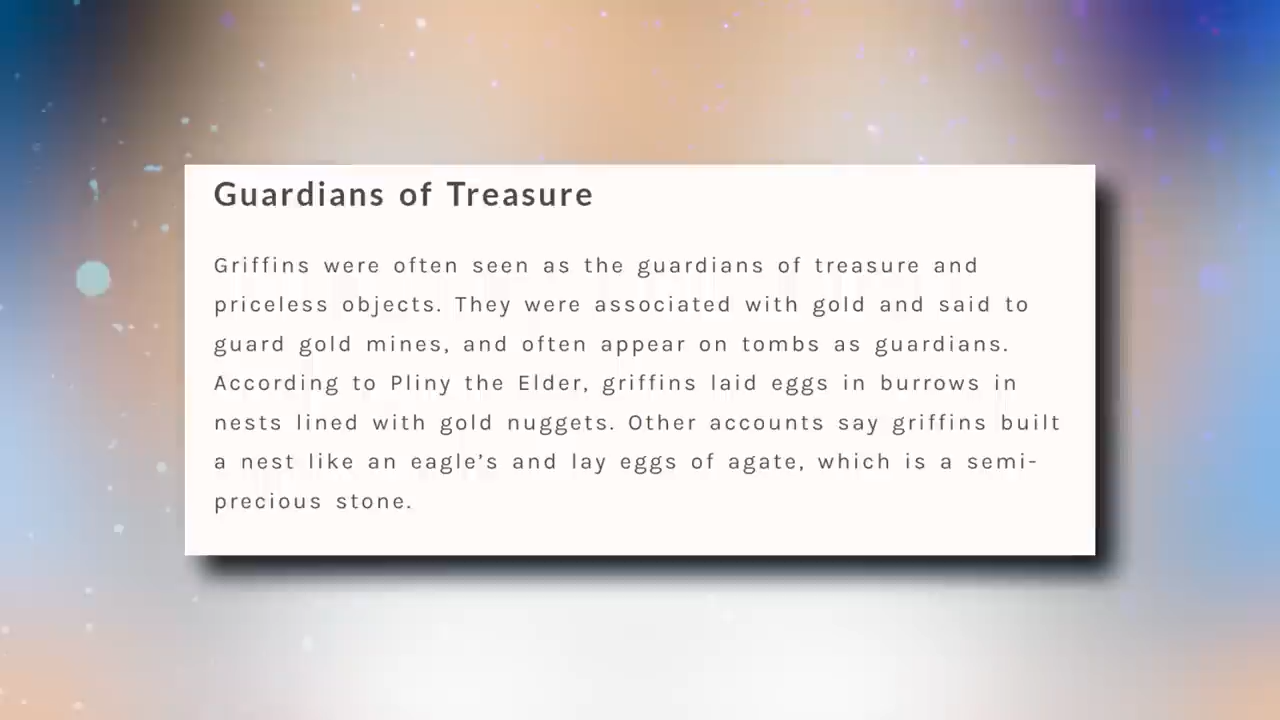 Guardians of Treasure
Griffins were often seen as the guardians of treasure and
priceless objects. They were associated with gold and said to
guard gold mines, and often appear on tombs as guardians.
According to Pliny the Elder, griffins laid eggs in burrows in
nests lined with gold nuggets. Other accounts say griffins built
a nest like an eagle’s and lay eggs of agate, which is a semi-
precious stone.